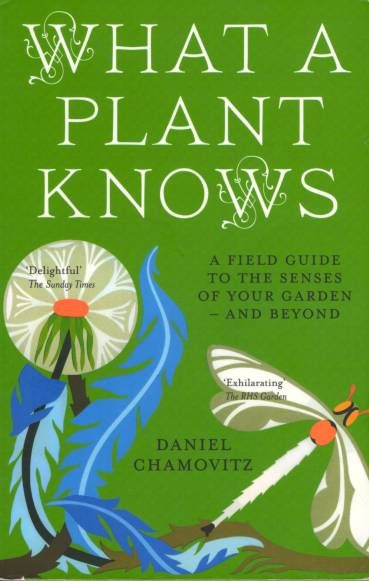 WHAT A
PLANT
KNOWS
A FIELD GUIDE
TO THE SENSES
OF YOUR GARDEN
– AND BEYOND
'Delightful'
The Sunday Times
'Exhilarating'
The RHS Garden
DANIEL
CHAMOVITZ